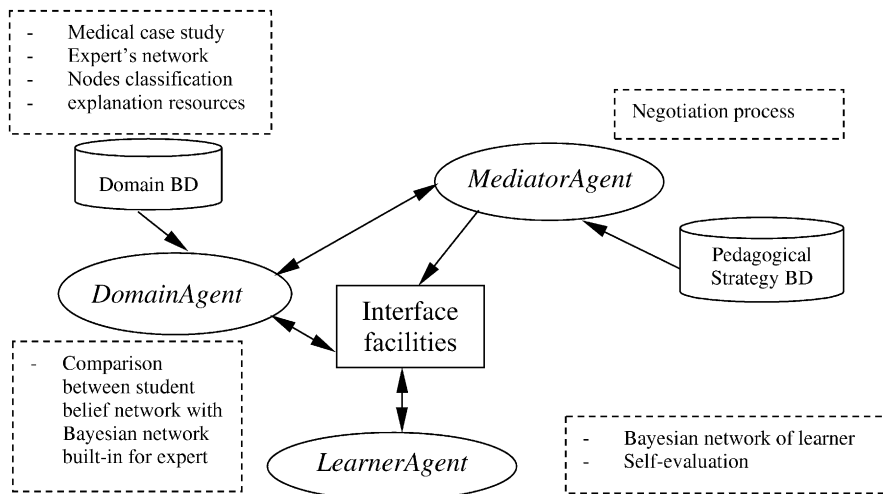 - Medical case study
- Expert's network
- Nodes classification
- explanation resources
Negotiation process
Domain BD
MediatorAgent
Pedagogical
Strategy BD
DomainAgent
Interface
facilities
- Comparison
between student
belief network with
Bayesian network
built-in for expert
- Bayesian network of learner
- Self-evaluation
LearnerAgent